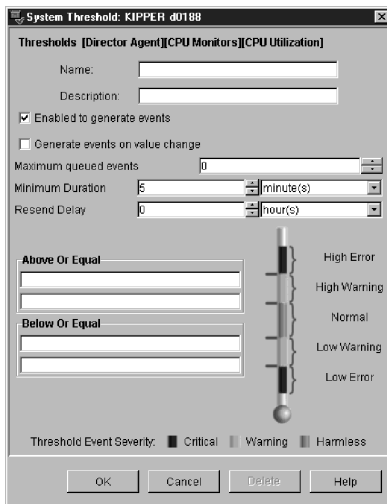 System Threshold: KIPPER d0188
Thresholds [Director Agent][CPU Monitors][CPU Utilization]
Name:
Description:
Enabled to generate events
Generate events on value change
Maximum queued events 0
Minimum Duration 5 minute(s)
Resend Delay 0 hour(s)
Above Or Equal
Below Or Equal
High Error
High Warning
Normal
Low Warning
Low Error
Threshold Event Severity: Critical Warning Harmless
OK Cancel Delete Help